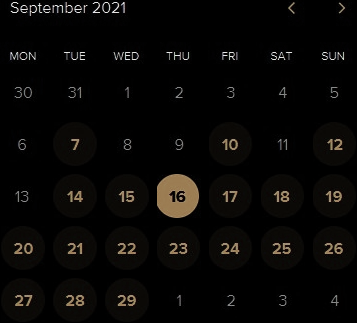 September 2021
MON TUE WED THU FRI SAT SUN
30 31 1 2 3 4 5
6 7 8 9 10 11 12
13 14 15 16 17 18 19
20 21 22 23 24 25 26
27 28 29 1 2 3 4